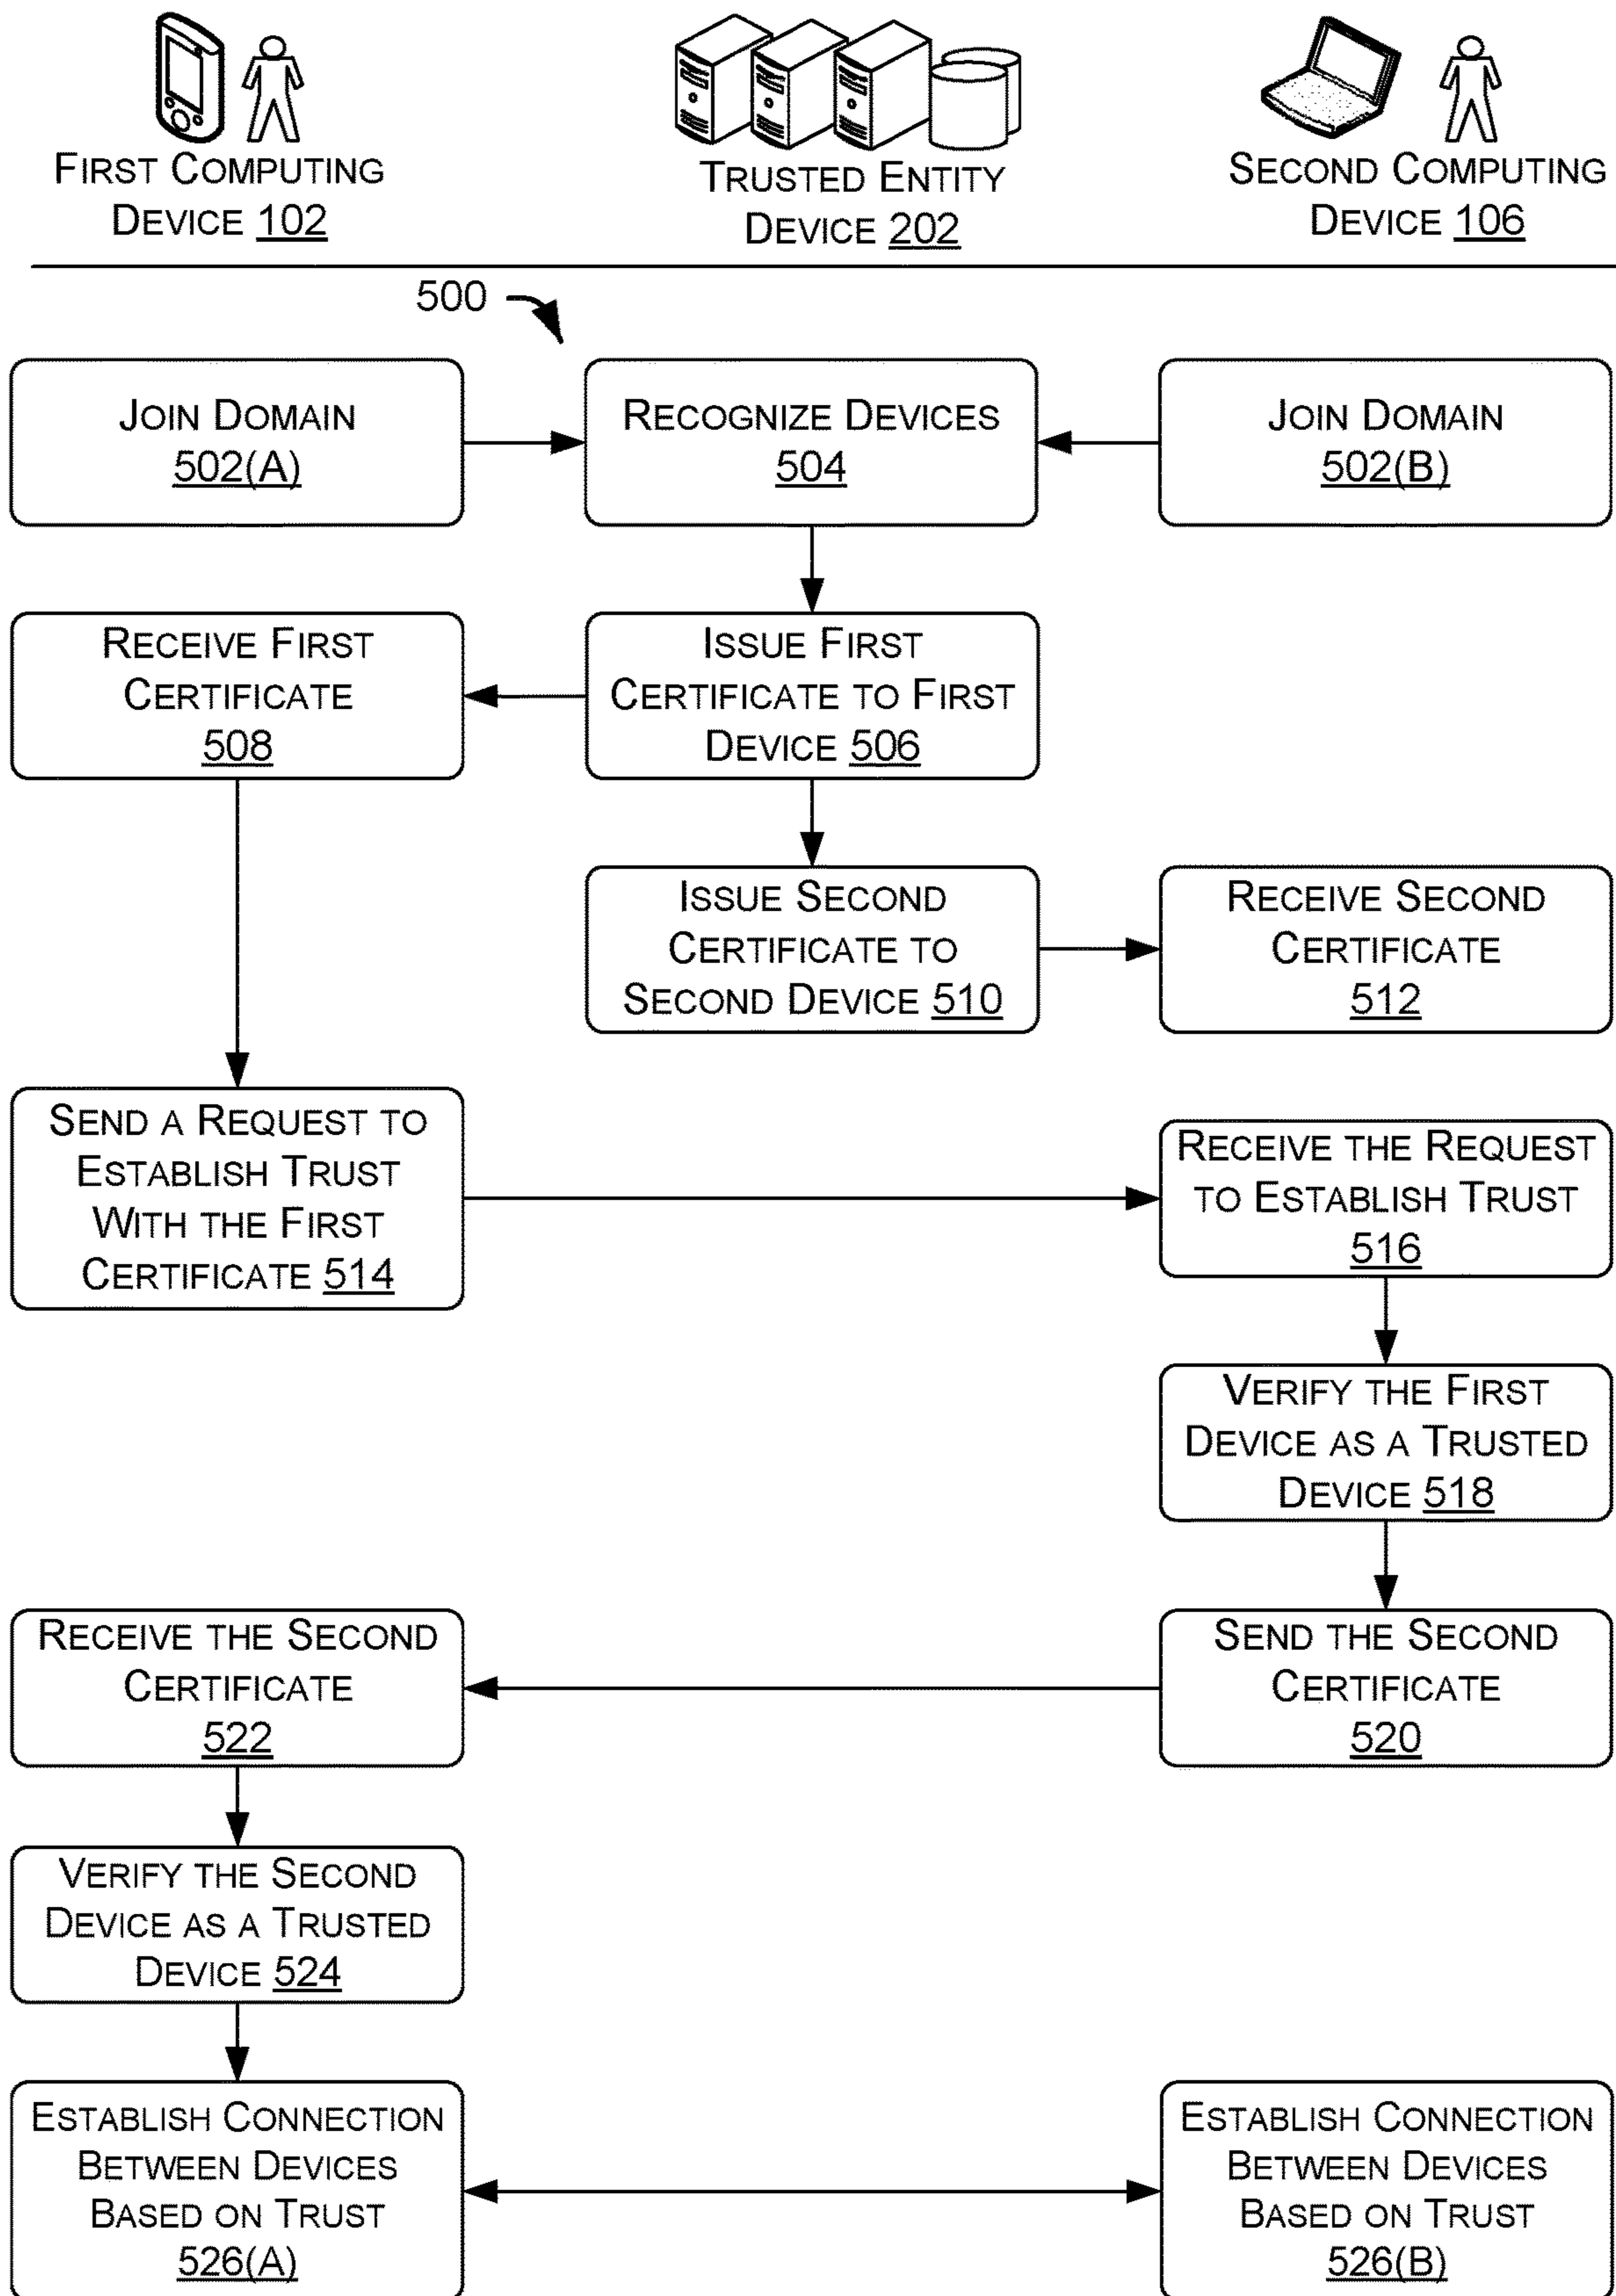 FIRST COMPUTING
DEVICE 102
TRUSTED ENTITY
DEVICE 202
SECOND COMPUTING
DEVICE 106
500
JOIN DOMAIN
502(A)
RECOGNIZE DEVICES
504
JOIN DOMAIN
502(B)
RECEIVE FIRST
CERTIFICATE
508
ISSUE FIRST
CERTIFICATE TO FIRST
DEVICE 506
ISSUE SECOND
CERTIFICATE TO
SECOND DEVICE 510
RECEIVE SECOND
CERTIFICATE
512
SEND A REQUEST TO
ESTABLISH TRUST
WITH THE FIRST
CERTIFICATE 514
RECEIVE THE REQUEST
TO ESTABLISH TRUST
516
VERIFY THE FIRST
DEVICE AS A TRUSTED
DEVICE 518
RECEIVE THE SECOND
CERTIFICATE
522
SEND THE SECOND
CERTIFICATE
520
VERIFY THE SECOND
DEVICE AS A TRUSTED
DEVICE 524
ESTABLISH CONNECTION
BETWEEN DEVICES
BASED ON TRUST
526(A)
ESTABLISH CONNECTION
BETWEEN DEVICES
BASED ON TRUST
526(B)